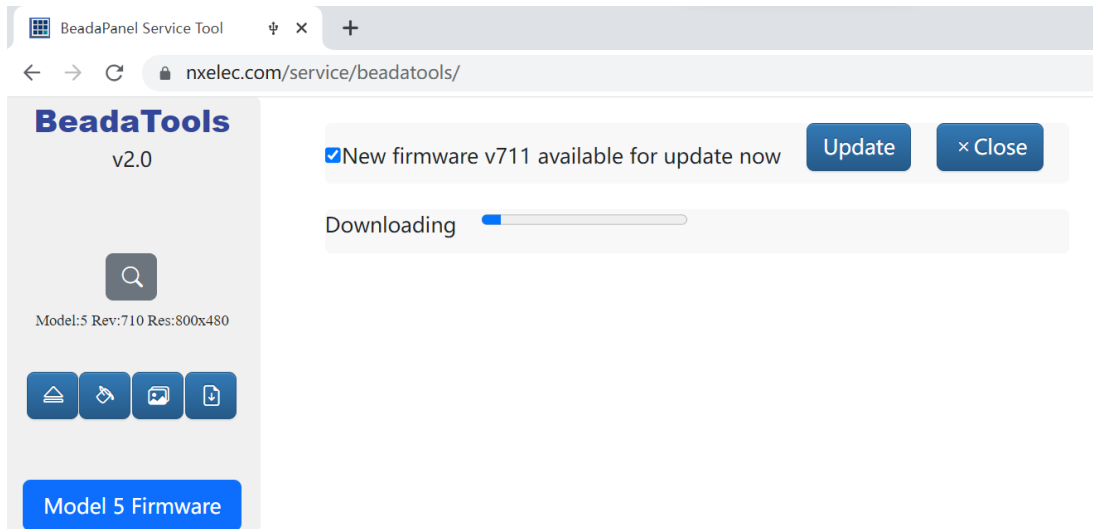 BeadaPanel Service Tool
nxelec.com/service/beadatools/
BeadaTools
v2.0
New firmware v711 available for update now
Update
× Close
Downloading
Model:5 Rev:710 Res:800x480
Model 5 Firmware